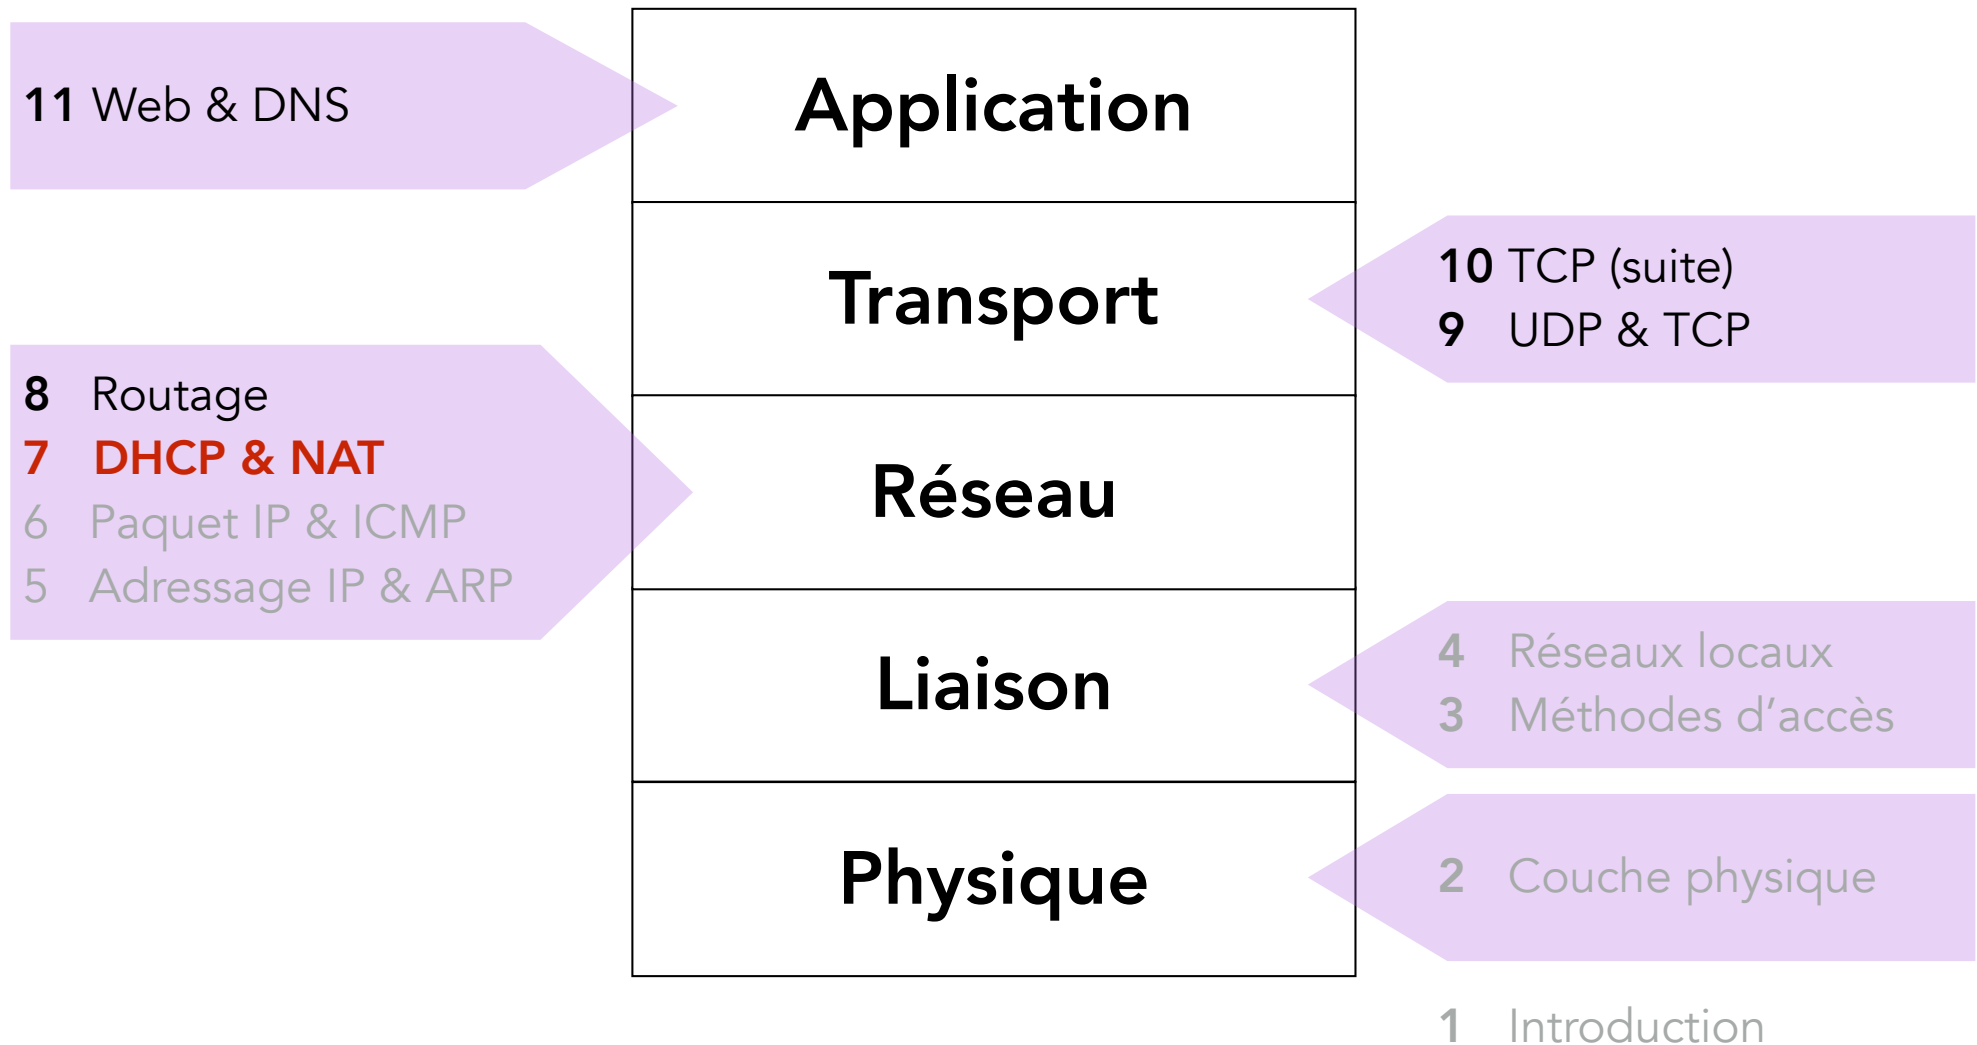 11 Web & DNS
Application
Transport
10 TCP (suite)
9 UDP & TCP
8 Routage
7 DHCP & NAT
6 Paquet IP & ICMP
5 Adressage IP & ARP
Réseau
Liaison
4 Réseaux locaux
3 Méthodes d’accès
Physique
2 Couche physique
1 Introduction